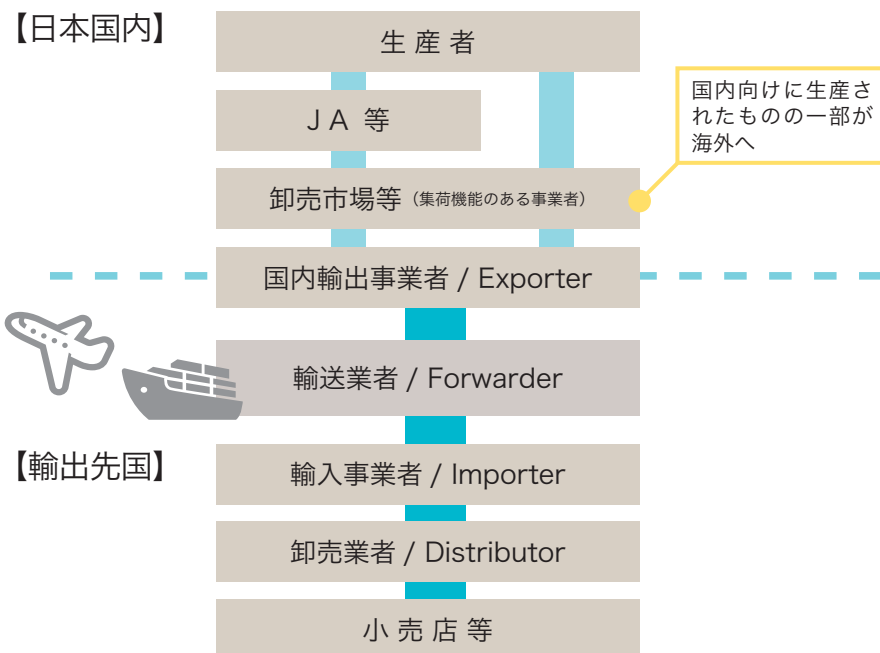 【日本国内】
生産者
JA 等
国内向けに生産さ
れたものの一部が
海外へ
卸売市場等（集荷機能のある事業者）
国内輸出事業者 / Exporter
輸送業者 / Forwarder
【輸出先国】
輸入事業者 / Importer
卸売業者 / Distributor
小売店等